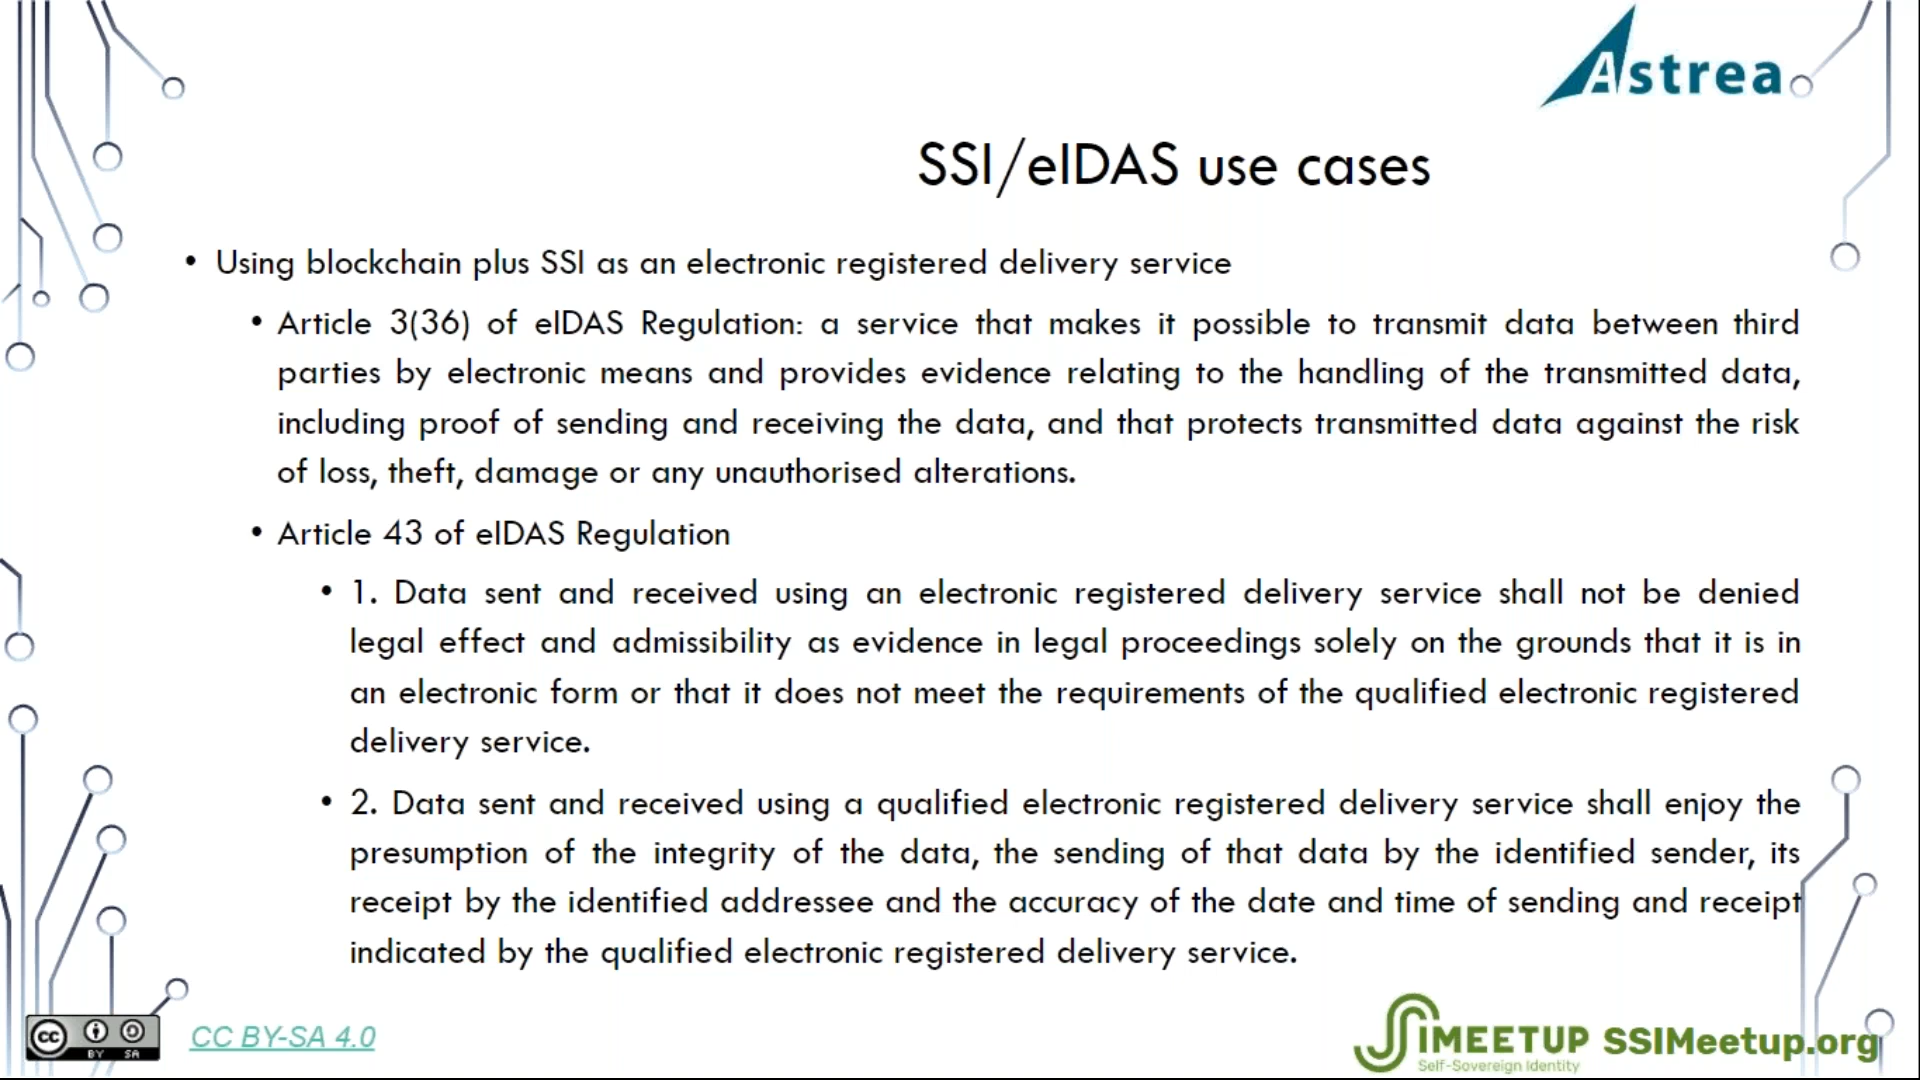 Astrea
SSI/eIDAS use cases
• Using blockchain plus SSI as an electronic registered delivery service
• Article 3(36) of eIDAS Regulation: a service that makes it possible to transmit data between third
parties by electronic means and provides evidence relating to the handling of the transmitted data,
including proof of sending and receiving the data, and that protects transmitted data against the risk
of loss, theft, damage or any unauthorised alterations.
• Article 43 of eIDAS Regulation
• 1. Data sent and received using an electronic registered delivery service shall not be denied
legal effect and admissibility as evidence in legal proceedings solely on the grounds that it is in
an electronic form or that it does not meet the requirements of the qualified electronic registered
delivery service.
• 2. Data sent and received using a qualified electronic registered delivery service shall enjoy the
presumption of the integrity of the data, the sending of that data by the identified sender, its
receipt by the identified addressee and the accuracy of the date and time of sending and receipt
indicated by the qualified electronic registered delivery service.
cc BY SA
CC BY-SA 4.0
SSIMEETUP SSIMeetup.org
Self-Sovereign Identity